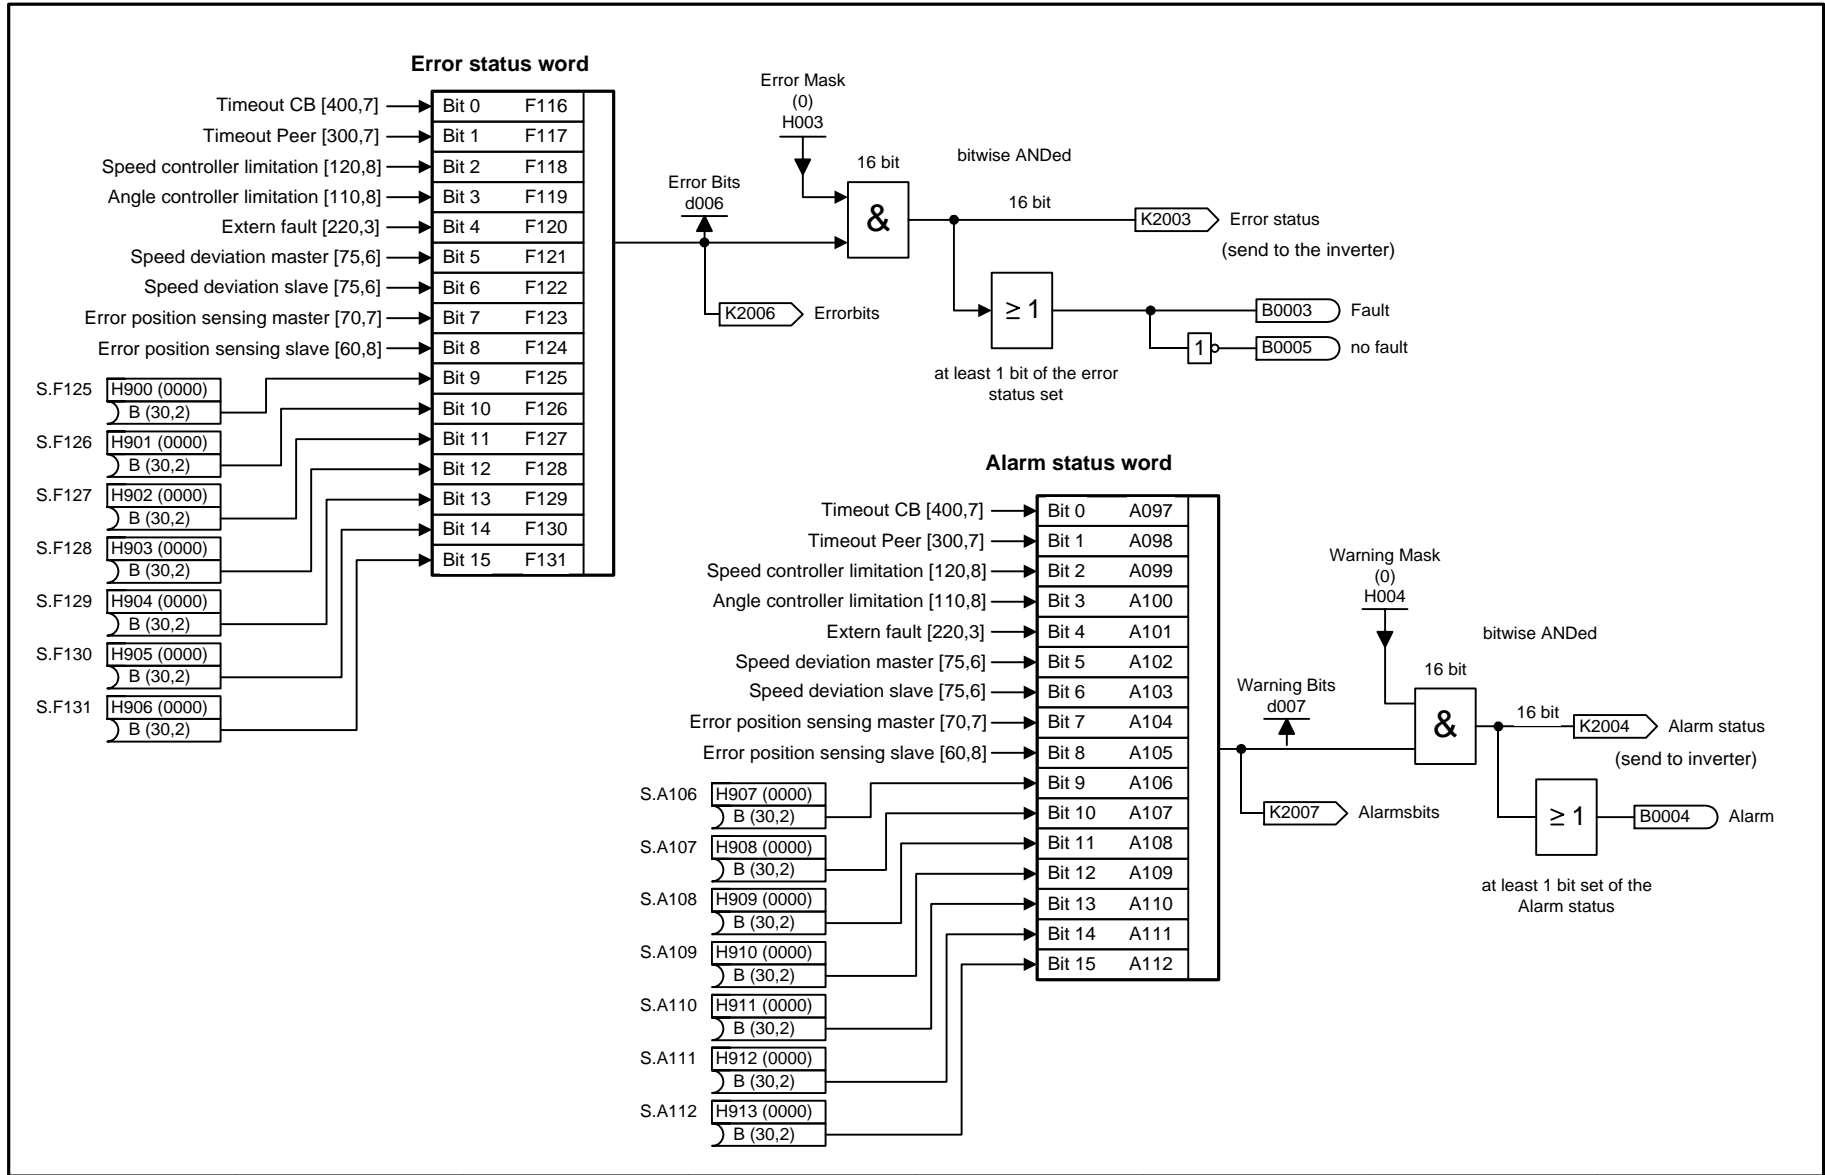 Error status word
Timeout CB [400,7] Bit 0 F116
Timeout Peer [300,7] Bit 1 F117
Speed controller limitation [120,8] Bit 2 F118
Angle controller limitation [110,8] Bit 3 F119
Extern fault [220,3] Bit 4 F120
Speed deviation master [75,6] Bit 5 F121
Speed deviation slave [75,6] Bit 6 F122
Error position sensing master [70,7] Bit 7 F123
Error position sensing slave [60,8] Bit 8 F124
Bit 9 F125
Bit 10 F126
Bit 11 F127
Bit 12 F128
Bit 13 F129
Bit 14 F130
Bit 15 F131
S.F125 H900 (0000)
B (30,2)
S.F126 H901 (0000)
B (30,2)
S.F127 H902 (0000)
B (30,2)
S.F128 H903 (0000)
B (30,2)
S.F129 H904 (0000)
B (30,2)
S.F130 H905 (0000)
B (30,2)
S.F131 H906 (0000)
B (30,2)
Error Bits
d006
K2006 Errorbits
Error Mask
(0)
H003
16 bit
&
bitwise ANDed
16 bit
K2003 Error status
(send to the inverter)
≥ 1
B0003 Fault
1 B0005 no fault
at least 1 bit of the error
status set
Alarm status word
Timeout CB [400,7] Bit 0 A097
Timeout Peer [300,7] Bit 1 A098
Speed controller limitation [120,8] Bit 2 A099
Angle controller limitation [110,8] Bit 3 A100
Extern fault [220,3] Bit 4 A101
Speed deviation master [75,6] Bit 5 A102
Speed deviation slave [75,6] Bit 6 A103
Error position sensing master [70,7] Bit 7 A104
Error position sensing slave [60,8] Bit 8 A105
Bit 9 A106
Bit 10 A107
Bit 11 A108
Bit 12 A109
Bit 13 A110
Bit 14 A111
Bit 15 A112
S.A106 H907 (0000)
B (30,2)
S.A107 H908 (0000)
B (30,2)
S.A108 H909 (0000)
B (30,2)
S.A109 H910 (0000)
B (30,2)
S.A110 H911 (0000)
B (30,2)
S.A111 H912 (0000)
B (30,2)
S.A112 H913 (0000)
B (30,2)
Warning Bits
d007
K2007 Alarmsbits
Warning Mask
(0)
H004
16 bit
&
bitwise ANDed
16 bit
K2004 Alarm status
(send to inverter)
≥ 1
B0004 Alarm
at least 1 bit set of the
Alarm status